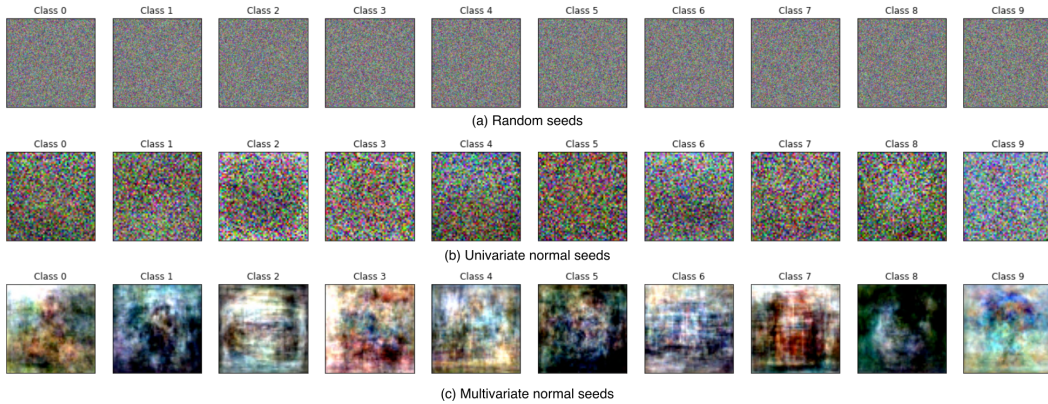 Class 0 Class 1 Class 2 Class 3 Class 4 Class 5 Class 6 Class 7 Class 8 Class 9
(a) Random seeds
Class 0 Class 1 Class 2 Class 3 Class 4 Class 5 Class 6 Class 7 Class 8 Class 9
(b) Univariate normal seeds
Class 0 Class 1 Class 2 Class 3 Class 4 Class 5 Class 6 Class 7 Class 8 Class 9
(c) Multivariate normal seeds